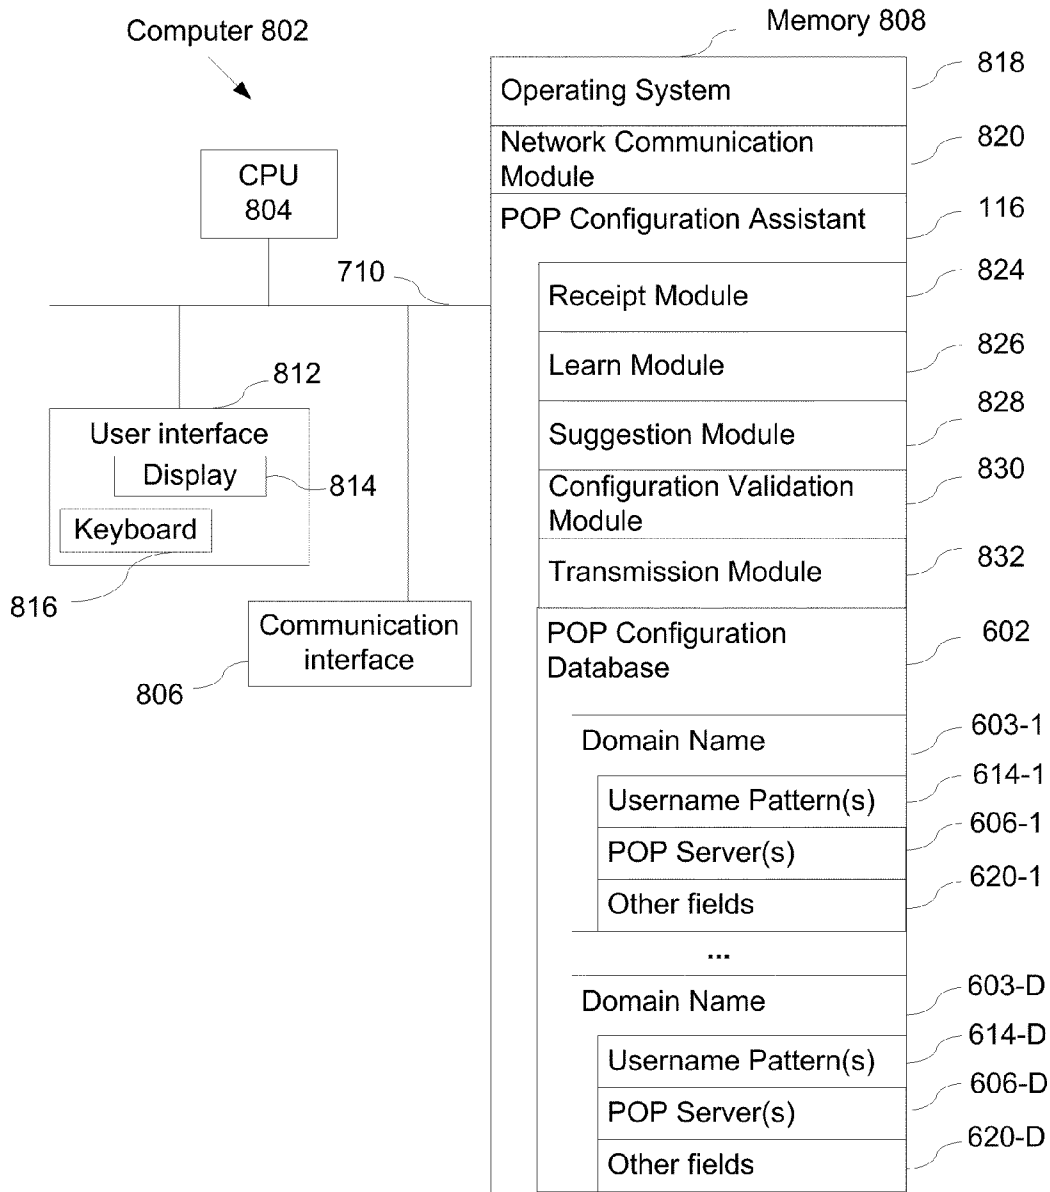 Computer 802
Memory 808
CPU
804
710
812
User interface
Display
814
Keyboard
816
Communication
interface
806
Operating System
818
Network Communication
Module
820
POP Configuration Assistant
116
Receipt Module
824
Learn Module
826
Suggestion Module
828
Configuration Validation
Module
830
Transmission Module
832
POP Configuration
Database
602
Domain Name
603-1
Username Pattern(s)
614-1
POP Server(s)
606-1
Other fields
620-1
...
Domain Name
603-D
Username Pattern(s)
614-D
POP Server(s)
606-D
Other fields
620-D